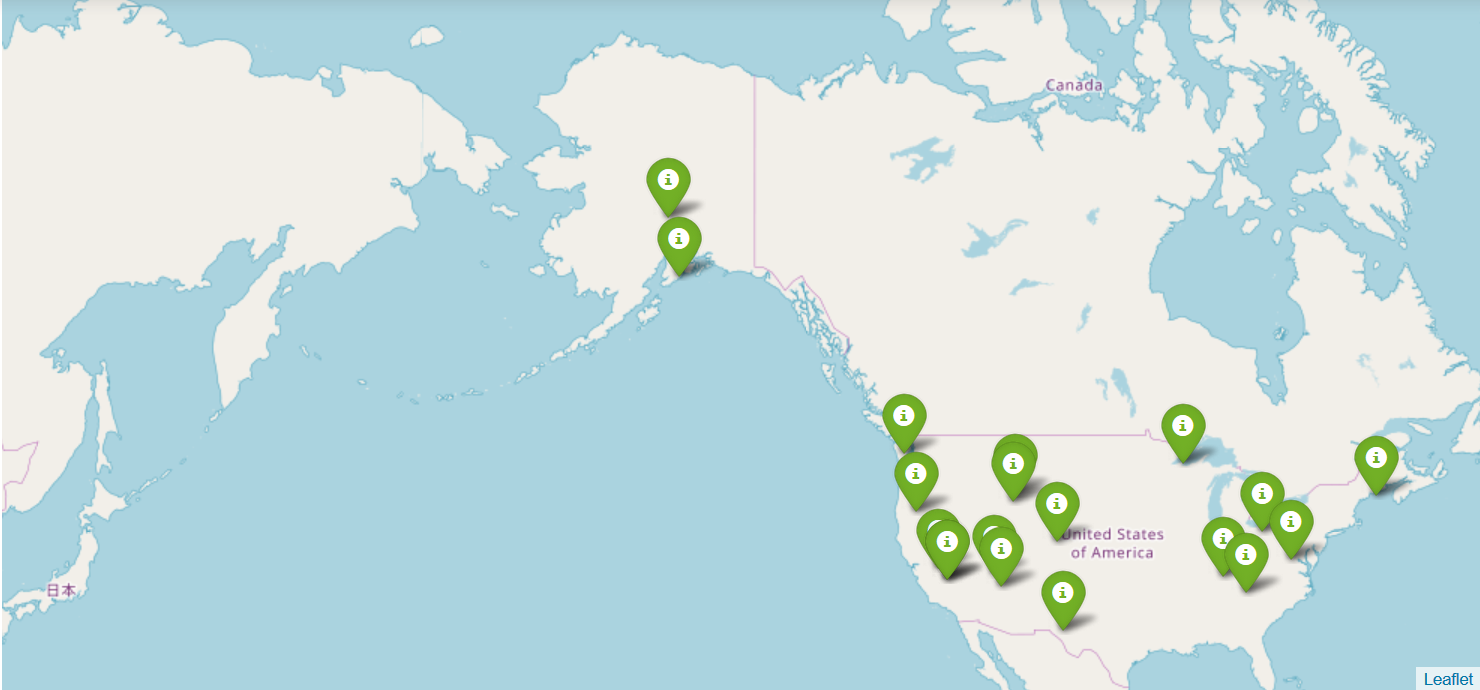 Canada
United States
of America
日本
Leaflet